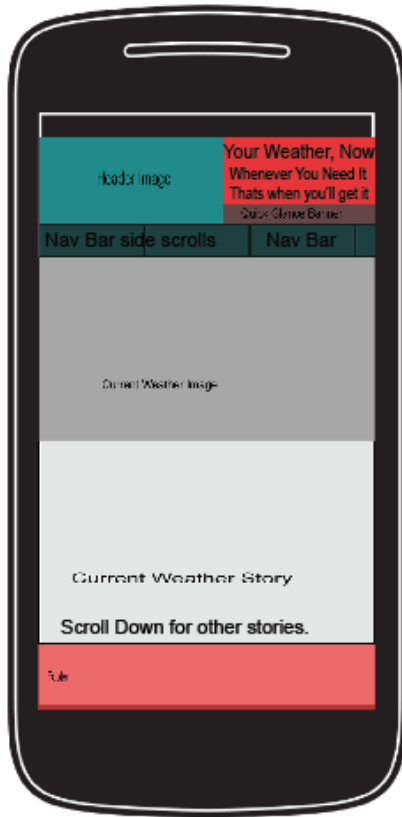 Header Image
Your Weather, Now
Whenever You Need It
Thats when you'll get it
Quick Glance Banner
Nav Bar side scrolls
Nav Bar
Current Weather Image
Current Weather Story
Scroll Down for other stories.